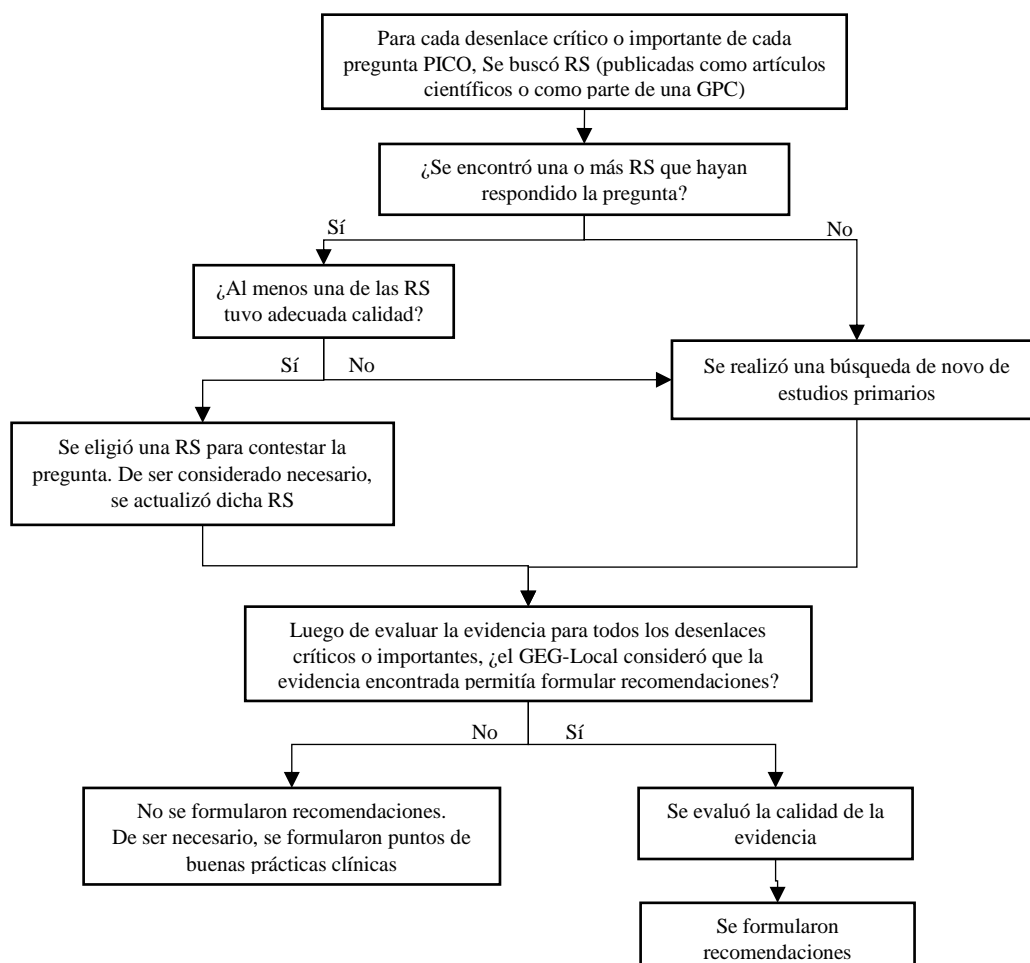 Para cada desenlace crítico o importante de cada
pregunta PICO, Se buscó RS (publicadas como artículos
científicos o como parte de una GPC)
¿Se encontró una o más RS que hayan
respondido la pregunta?
Sí
No
¿Al menos una de las RS
tuvo adecuada calidad?
Sí
No
Se realizó una búsqueda de novo de
estudios primarios
Se eligió una RS para contestar la
pregunta. De ser considerado necesario,
se actualizó dicha RS
Luego de evaluar la evidencia para todos los desenlaces
críticos o importantes, ¿el GEG-Local consideró que la
evidencia encontrada permitía formular recomendaciones?
No
Sí
No se formularon recomendaciones.
De ser necesario, se formularon puntos de
buenas prácticas clínicas
Se evaluó la calidad de la
evidencia
Se formularon
recomendaciones